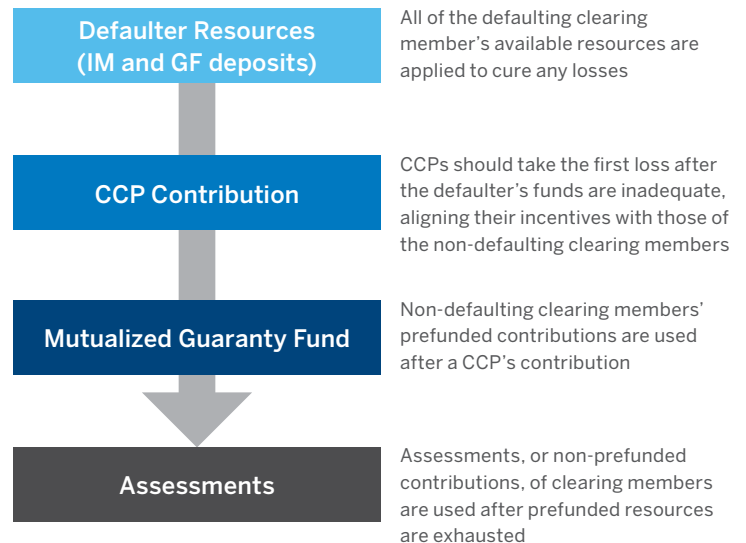 Defaulter Resources
(IM and GF deposits)
All of the defaulting clearing
member’s available resources are
applied to cure any losses
CCP Contribution
CCPs should take the first loss after
the defaulter’s funds are inadequate,
aligning their incentives with those of
the non-defaulting clearing members
Mutualized Guaranty Fund
Non-defaulting clearing members’
prefunded contributions are used
after a CCP’s contribution
Assessments
Assessments, or non-prefunded
contributions, of clearing members
are used after prefunded resources
are exhausted